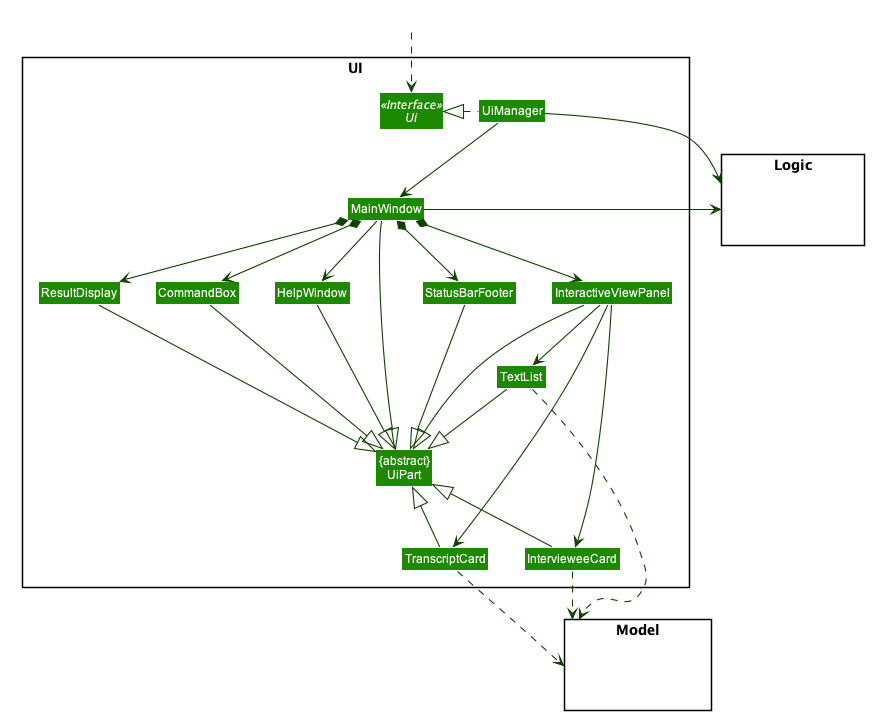 UI
«Interface»
Ui
UiManager
Logic
MainWindow
ResultDisplay
CommandBox
HelpWindow
StatusBarFooter
InteractiveViewPanel
TextList
{abstract}
UiPart
TranscriptCard
IntervieweeCard
Model